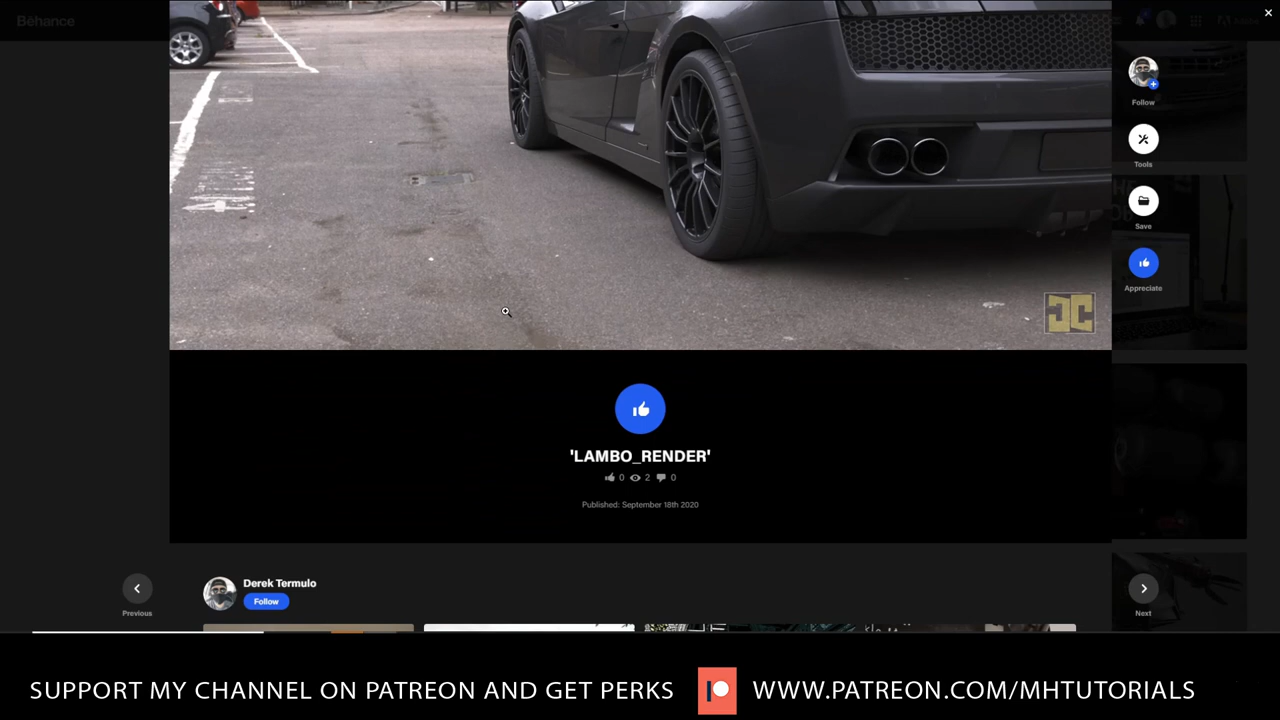 Bēhance
Follow
Tools
Save
Appreciate
'LAMBO_RENDER'
0 2 0
Published: September 18th 2020
Derek Termulo
Follow
Previous
Next
SUPPORT MY CHANNEL ON PATREON AND GET PERKS
WWW.PATREON.COM/MHTUTORIALS